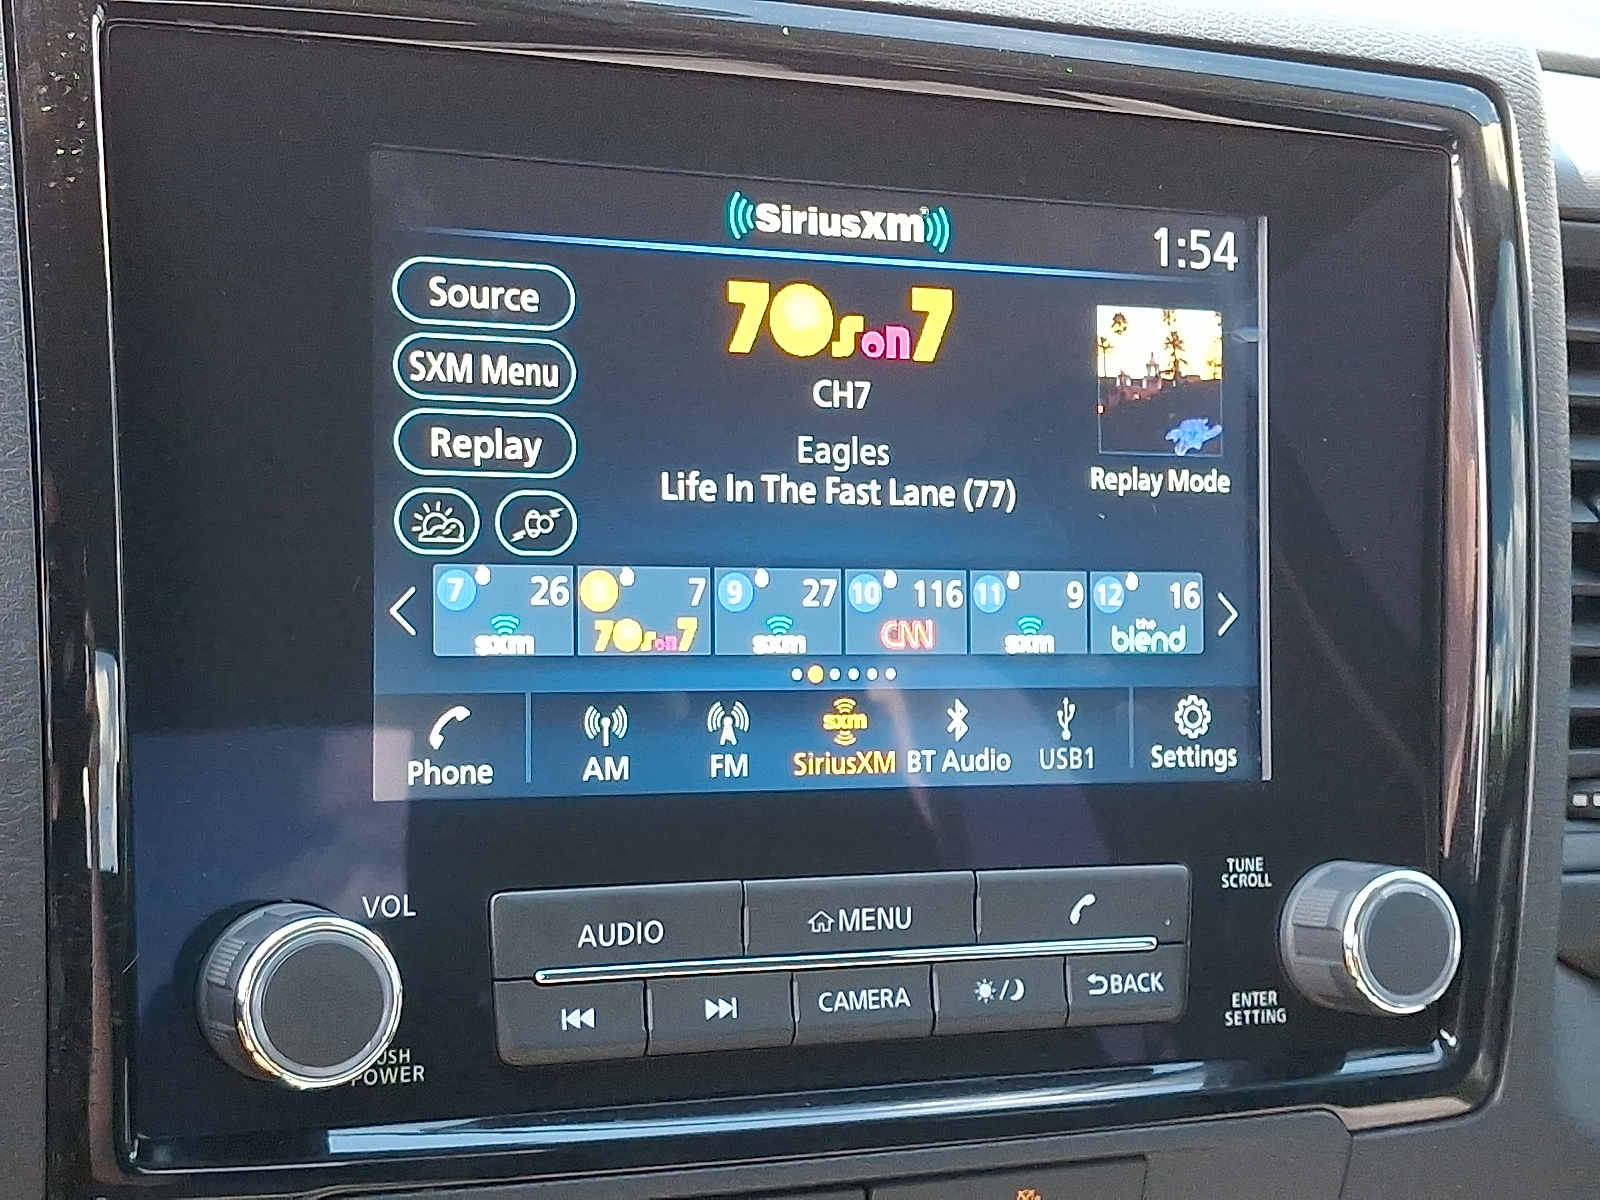 SiriusXM
1:54
Source
SXM Menu
Replay
70s on 7
CH7
Eagles
Life In The Fast Lane (77)
Replay Mode
7 26 sxm
7 70s on 7
9 27 sxm
10 116 CNN
11 9 sxm
12 16 the blend
Phone
AM
FM
sxm
SiriusXM
BT Audio
USB1
Settings
VOL
PUSH
POWER
AUDIO
MENU
CAMERA
BACK
TUNE
SCROLL
ENTER
SETTING